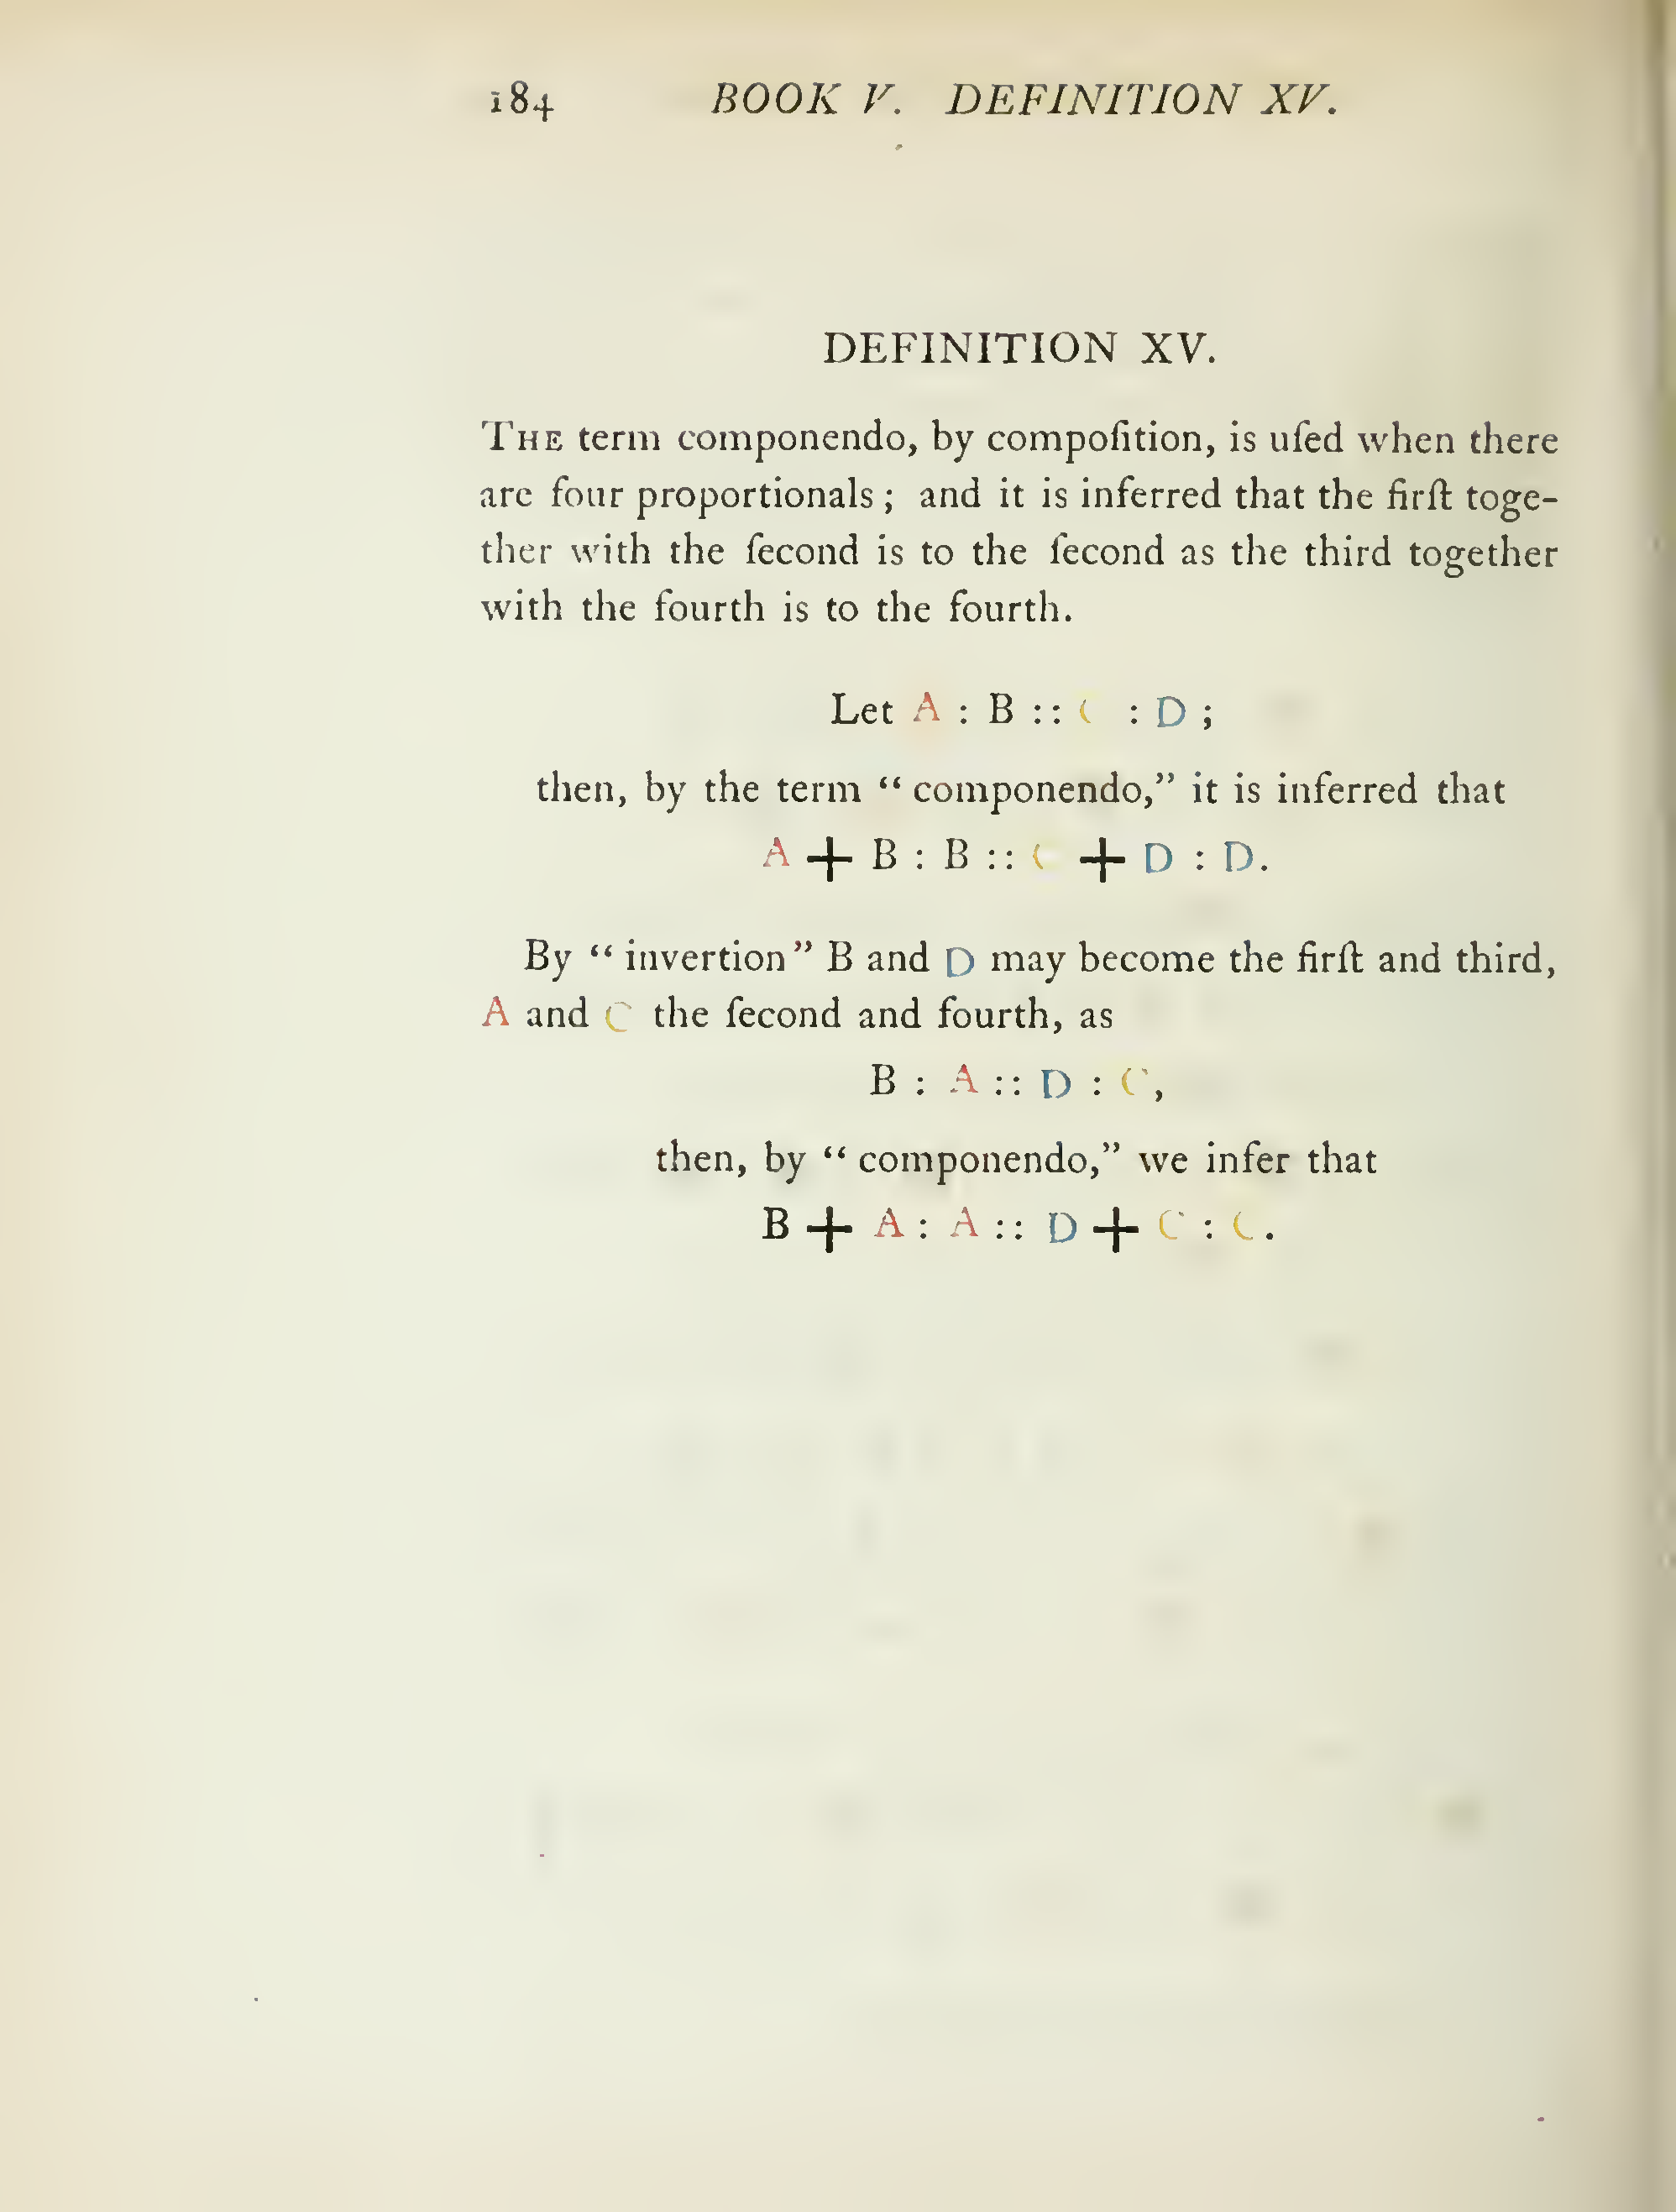 184 BOOK V. DEFINITION XV.
DEFINITION XV.
THE term componendo, by compoſition, is uſed when there
are four proportionals; and it is inferred that the firſt toge-
ther with the ſecond is to the ſecond as the third together
with the fourth is to the fourth.
Let A : B :: C : D ;
then, by the term “ componendo,” it is inferred that
A + B : B :: C + D : D.
By “ invertion” B and D may become the firſt and third,
A and C the ſecond and fourth, as
B : A :: D : C,
then, by “ componendo,” we infer that
B + A : A :: D + C : C.